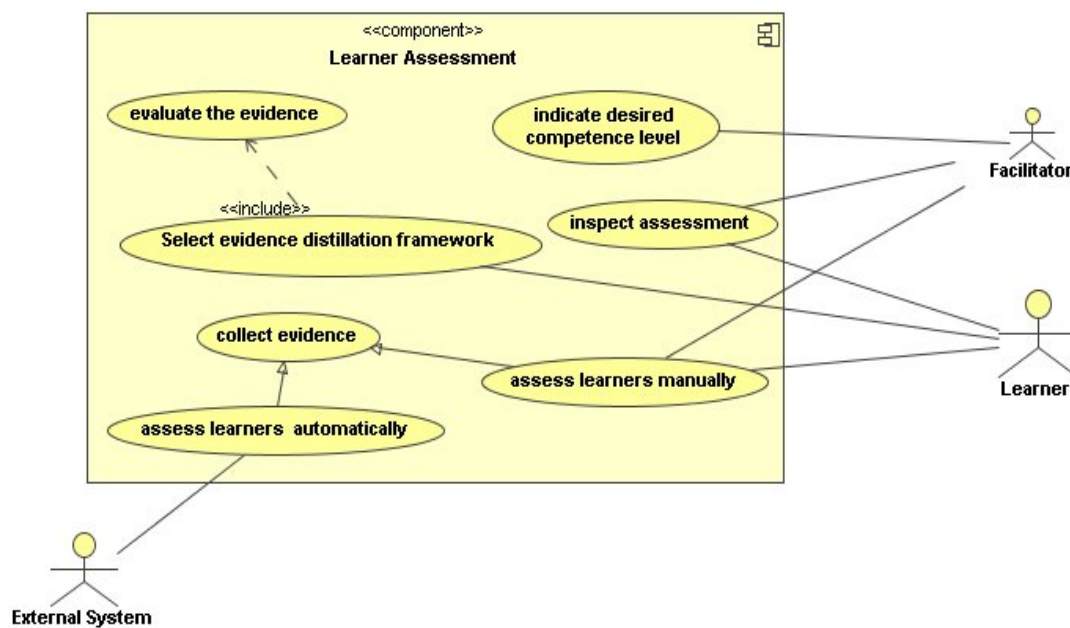 <<component>>
Learner Assessment
evaluate the evidence
indicate desired
competence level
Facilitator
<<include>>
Select evidence distillation framework
inspect assessment
collect evidence
assess learners manually
Learner
assess learners  automatically
External System